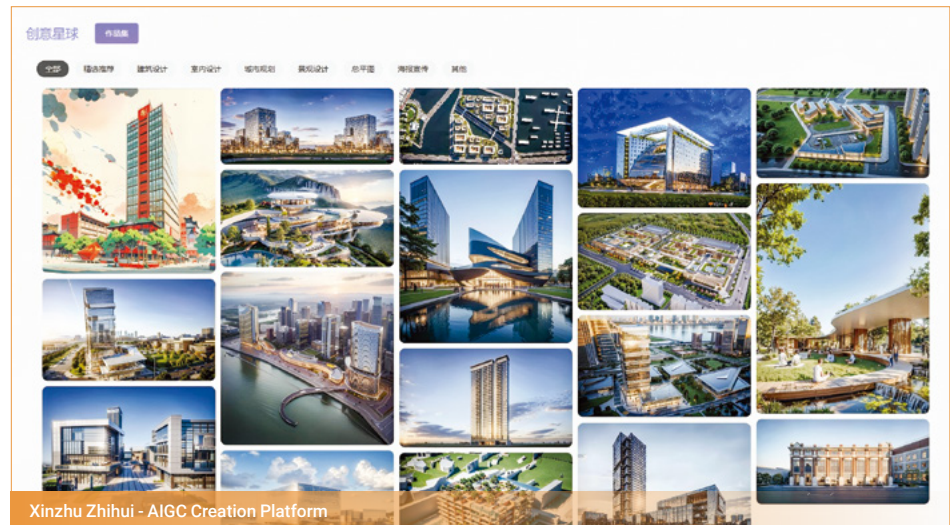 创意星球
作品集
全部 精选推荐 建筑设计 室内设计 城市规划 景观设计 总平图 海报宣传 其他
Xinzhu Zhihui - AIGC Creation Platform